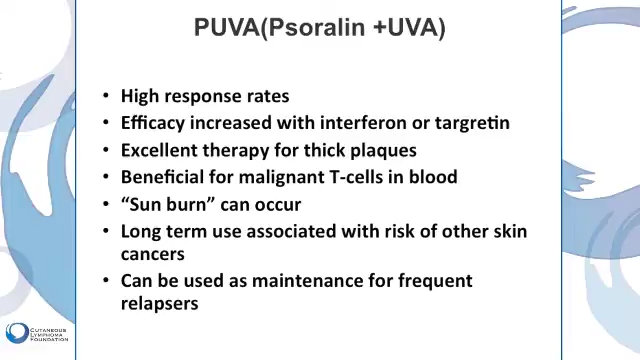 PUVA(Psoralin +UVA)
• High response rates
• Efficacy increased with interferon or targretin
• Excellent therapy for thick plaques
• Beneficial for malignant T-cells in blood
• “Sun burn” can occur
• Long term use associated with risk of other skin
cancers
• Can be used as maintenance for frequent
relapsers
CUTANEOUS
LYMPHOMA
FOUNDATION